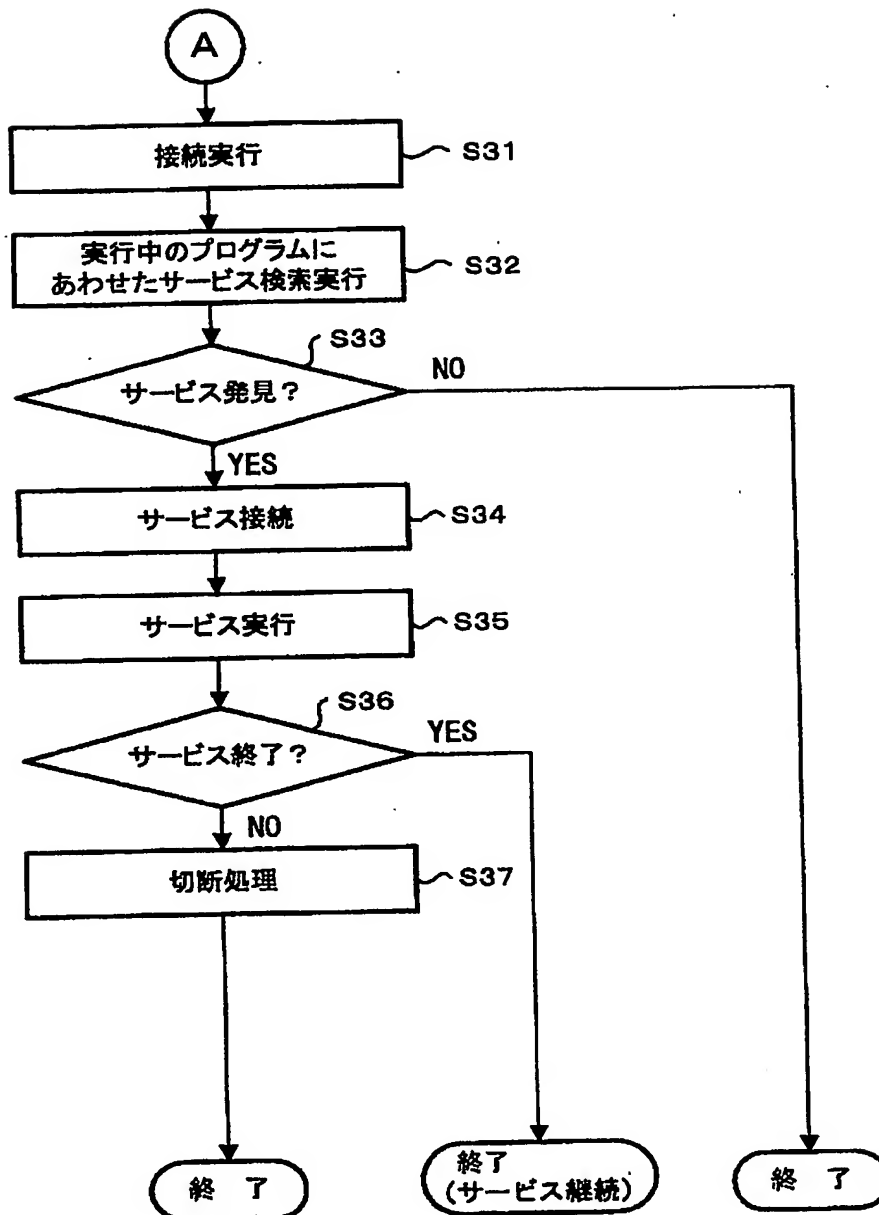 A
接続実行
S31
実行中のプログラムに
あわせたサービス検索実行
S32
S33
サービス発見？
NO
YES
サービス接続
S34
サービス実行
S35
S36
サービス終了？
YES
NO
切断処理
S37
終 了
終了
(サービス継続)
終 了